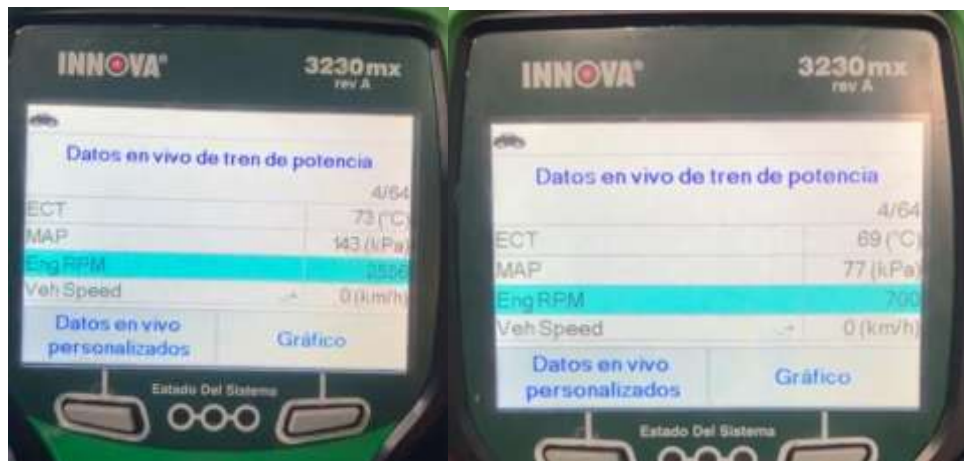 INNOVA®
3230mx
rev A
Datos en vivo de tren de potencia
4/64
ECT 73 (°C)
MAP 143 (kPa)
Eng RPM 2556
Veh Speed 0 (km/h)
Datos en vivo
personalizados
Gráfico
Estado Del Sistema
INNOVA®
3230mx
rev A
Datos en vivo de tren de potencia
4/64
ECT 69 (°C)
MAP 77 (kPa)
Eng RPM 700
Veh Speed 0 (km/h)
Datos en vivo
personalizados
Gráfico
Estado Del Sistema